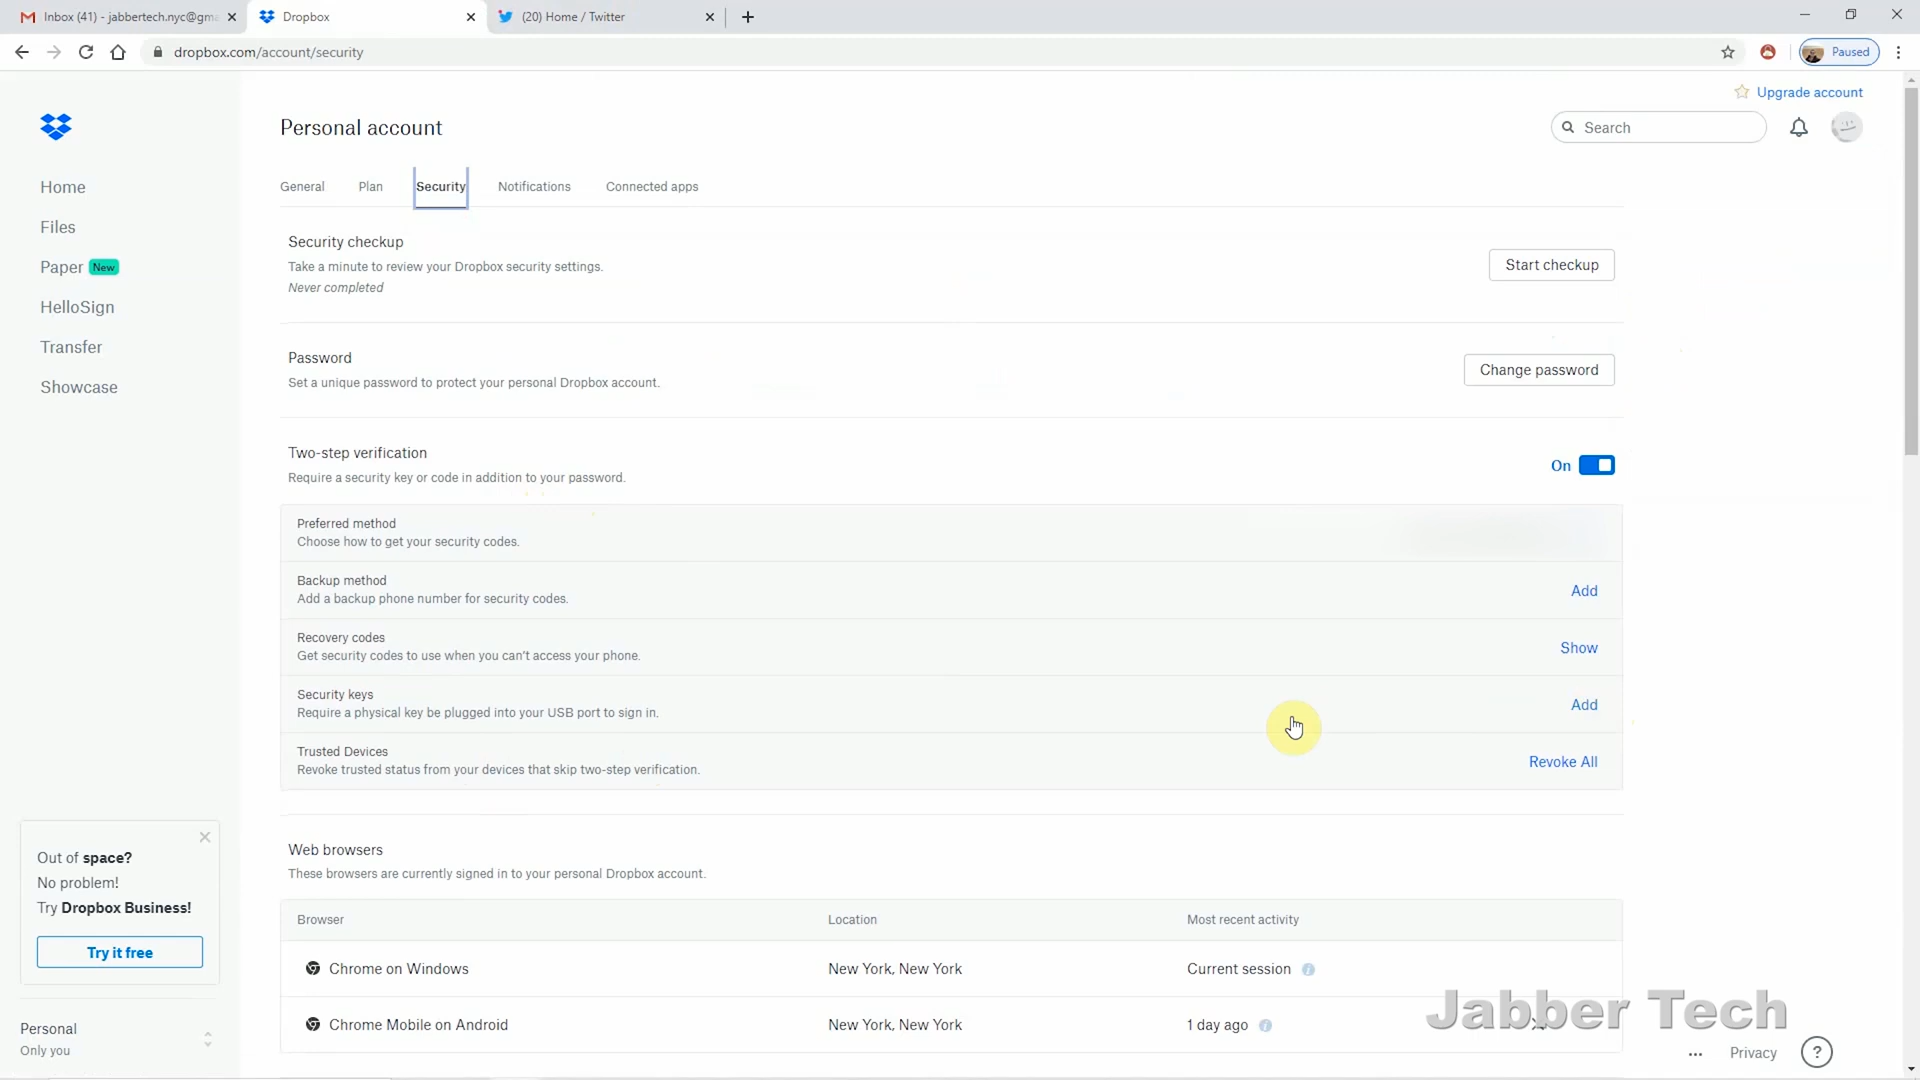 Inbox (41) - jabbertech.nyc@gma
Dropbox
(20) Home / Twitter
dropbox.com/account/security
Paused
Upgrade account
Personal account
Search
Home
Files
Paper New
HelloSign
Transfer
Showcase
General
Plan
Security
Notifications
Connected apps
Security checkup
Take a minute to review your Dropbox security settings.
Never completed
Start checkup
Password
Set a unique password to protect your personal Dropbox account.
Change password
Two-step verification
Require a security key or code in addition to your password.
On
Preferred method
Choose how to get your security codes.
Backup method
Add a backup phone number for security codes.
Add
Recovery codes
Get security codes to use when you can't access your phone.
Show
Security keys
Require a physical key be plugged into your USB port to sign in.
Add
Trusted Devices
Revoke trusted status from your devices that skip two-step verification.
Revoke All
Web browsers
These browsers are currently signed in to your personal Dropbox account.
Browser
Location
Most recent activity
Chrome on Windows
New York, New York
Current session
Chrome Mobile on Android
New York, New York
1 day ago
Out of space?
No problem!
Try Dropbox Business!
Try it free
Personal
Only you
Jabber Tech
Privacy
?